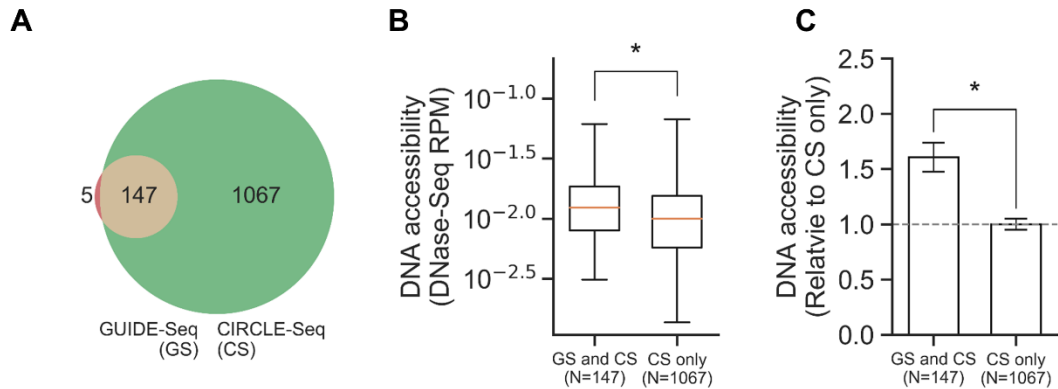 A
5
147
1067
GUIDE-Seq
(GS)
CIRCLE-Seq
(CS)
B
DNA accessibility
(DNase-Seq RPM)
10^−1.0
10^−1.5
10^−2.0
10^−2.5
*
GS and CS
(N=147)
CS only
(N=1067)
C
DNA accessibility
(Relatvie to CS only)
2.5
2.0
1.5
1.0
0.5
0.0
*
GS and CS
(N=147)
CS only
(N=1067)